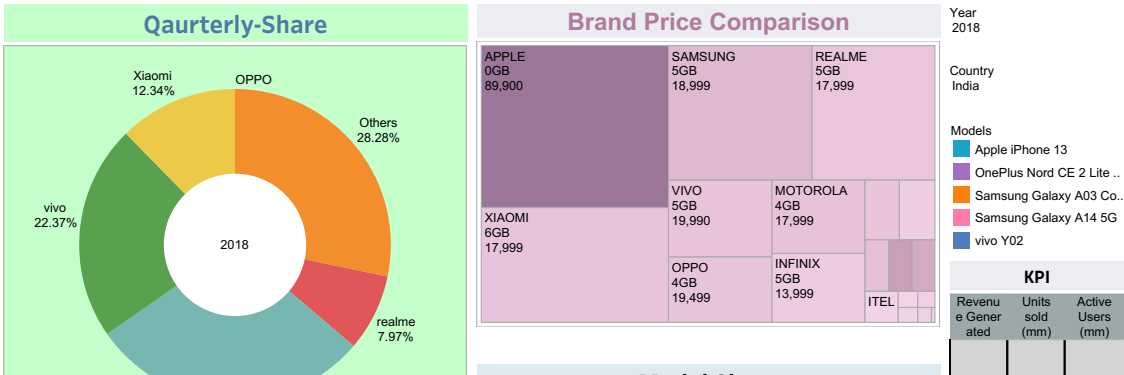 Qaurterly-Share
Xiaomi
12.34%
OPPO
Others
28.28%
vivo
22.37%
2018
realme
7.97%
Brand Price Comparison
APPLE
0GB
89,900
SAMSUNG
5GB
18,999
REALME
5GB
17,999
XIAOMI
6GB
17,999
VIVO
5GB
19,990
MOTOROLA
4GB
17,999
OPPO
4GB
19,499
INFINIX
5GB
13,999
ITEL
Year
2018
Country
India
Models
Apple iPhone 13
OnePlus Nord CE 2 Lite ..
Samsung Galaxy A03 Co..
Samsung Galaxy A14 5G
vivo Y02
KPI
Revenu
e Gener
ated
Units
sold
(mm)
Active
Users
(mm)